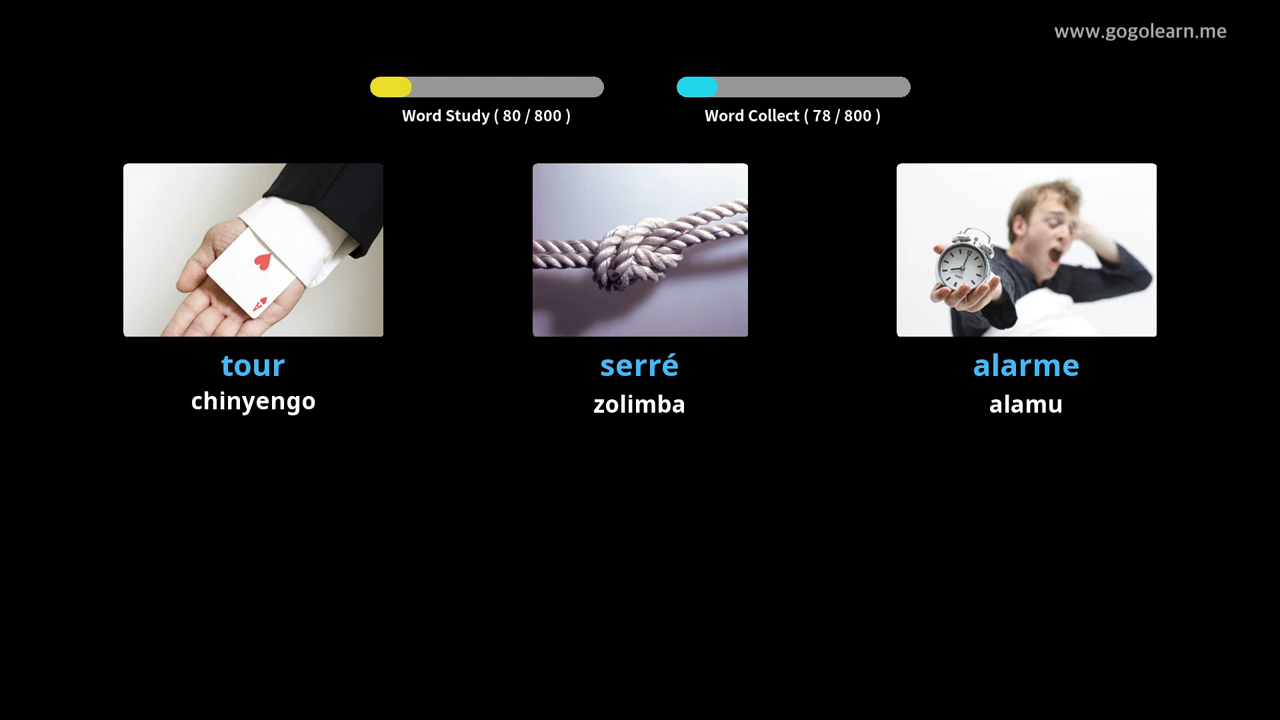 www.gogolearn.me
Word Study ( 80 / 800 )
Word Collect ( 78 / 800 )
tour
chinyengo
serré
zolimba
alarme
alamu